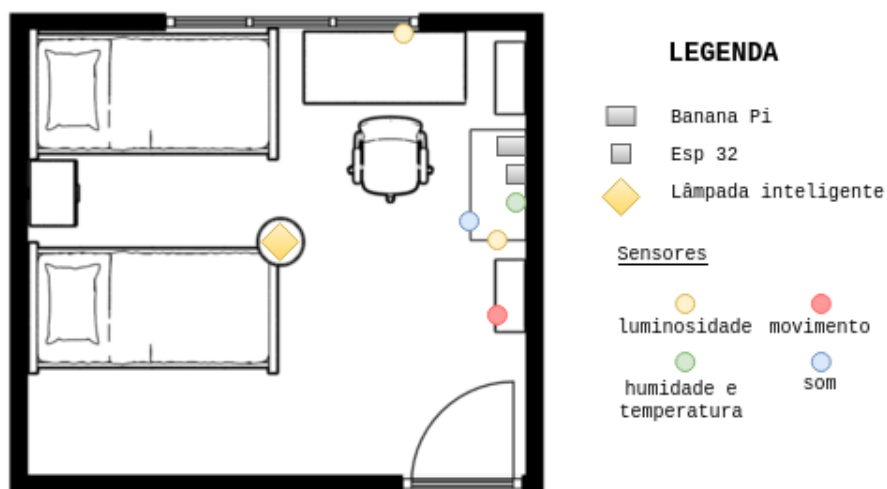 LEGENDA
Banana Pi
Esp 32
Lâmpada inteligente
Sensores
luminosidade
movimento
humidade e
temperatura
som